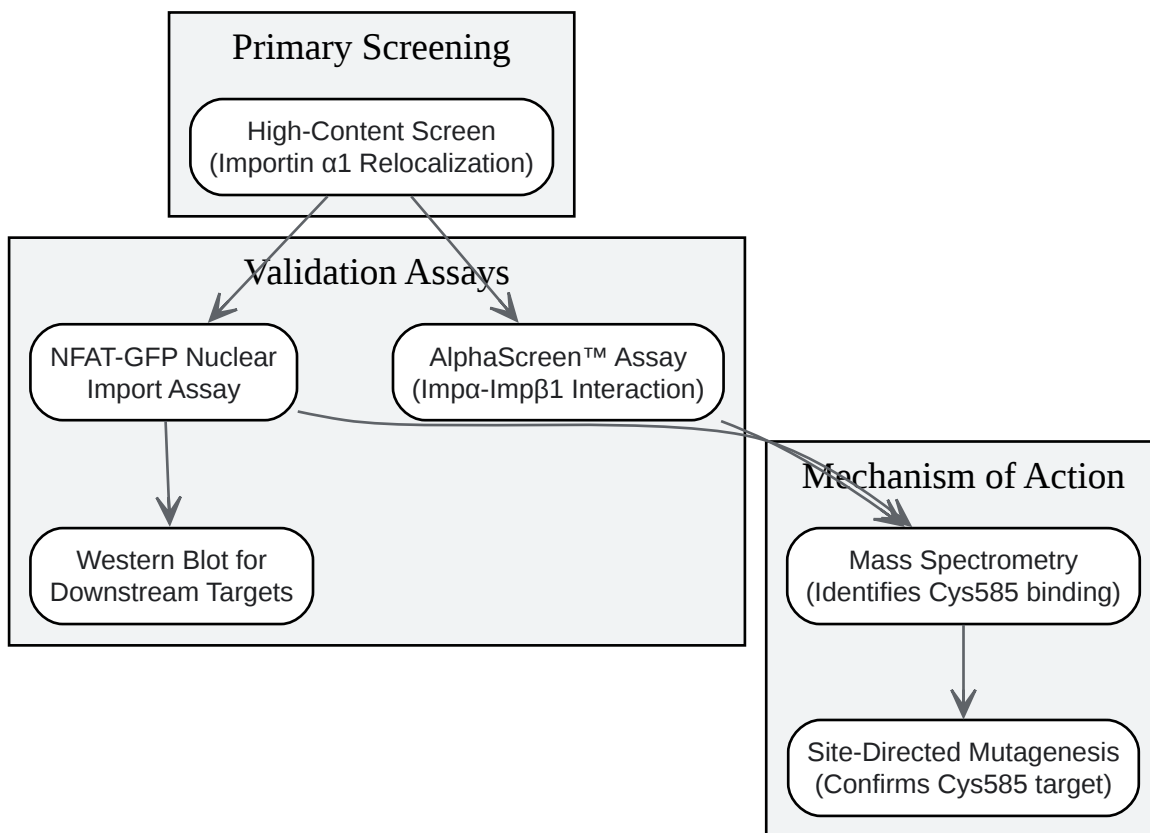 Primary Screening
High-Content Screen
(Importin α1 Relocalization)
Validation Assays
NFAT-GFP Nuclear
Import Assay
AlphaScreen™ Assay
(Impα-Impβ1 Interaction)
Western Blot for
Downstream Targets
Mechanism of Action
Mass Spectrometry
(Identifies Cys585 binding)
Site-Directed Mutagenesis
(Confirms Cys585 target)